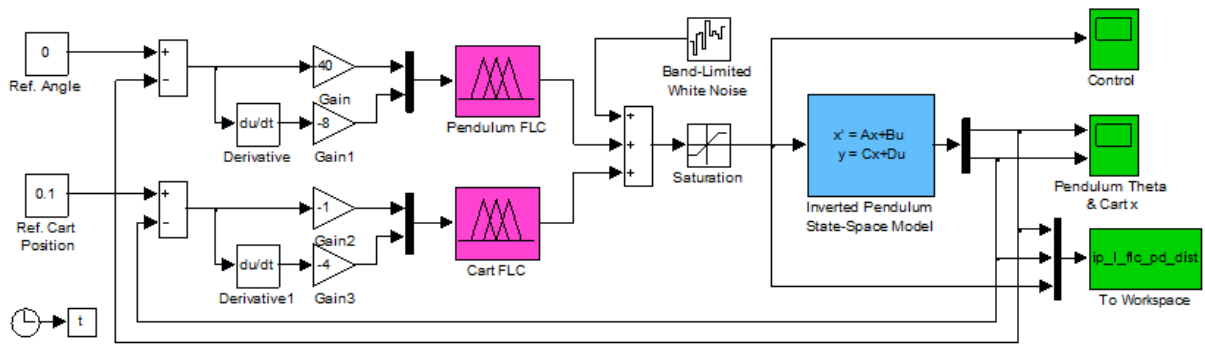 0
Ref. Angle
+
−
40
Gain
du/dt
Derivative
-8
Gain1
Pendulum FLC
Band-Limited
White Noise
+
+
+
Saturation
x' = Ax+Bu
y = Cx+Du
Inverted Pendulum
State-Space Model
Control
Pendulum Theta
& Cart x
0.1
Ref. Cart
Position
+
−
-1
Gain2
du/dt
Derivative1
-4
Gain3
Cart FLC
ip_l_flc_pd_dist
To Workspace
t